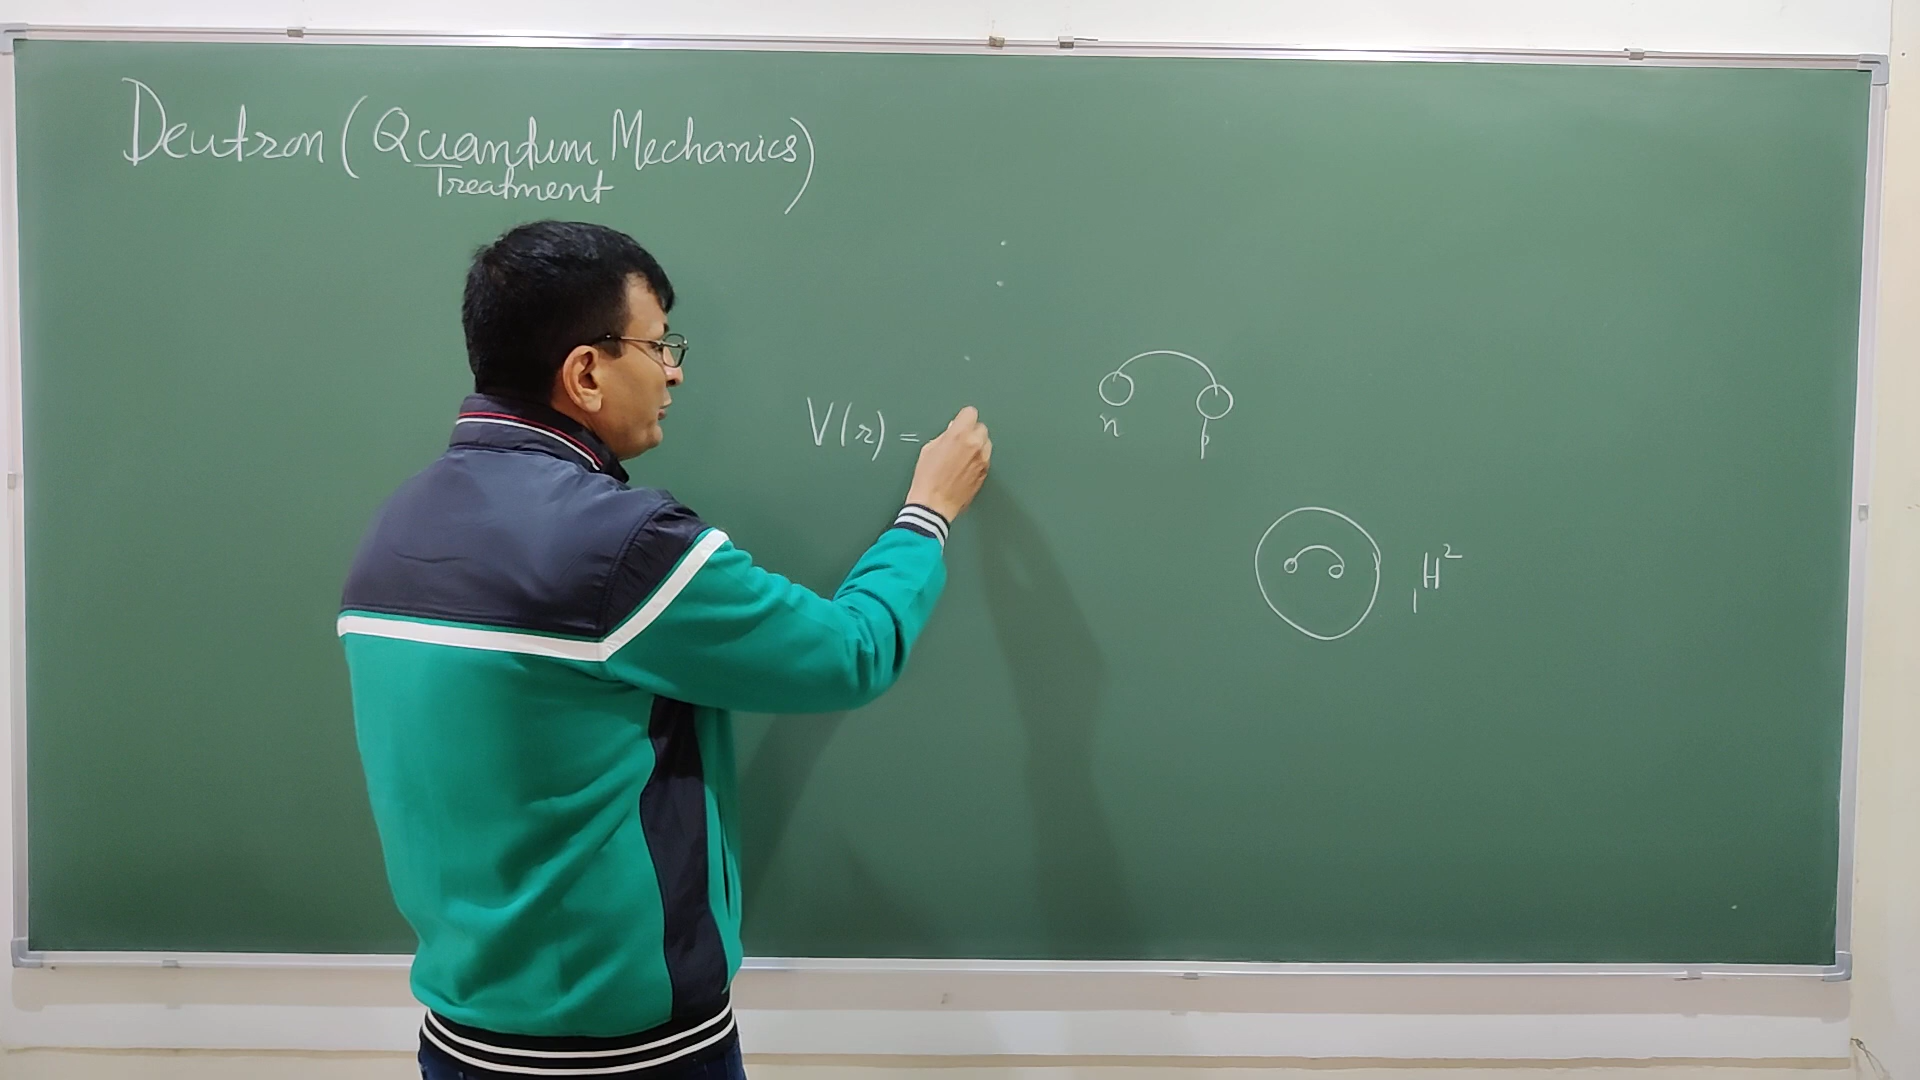 Deutron (Quantum Mechanics)
Treatment
V(r) =
n p
₁H²